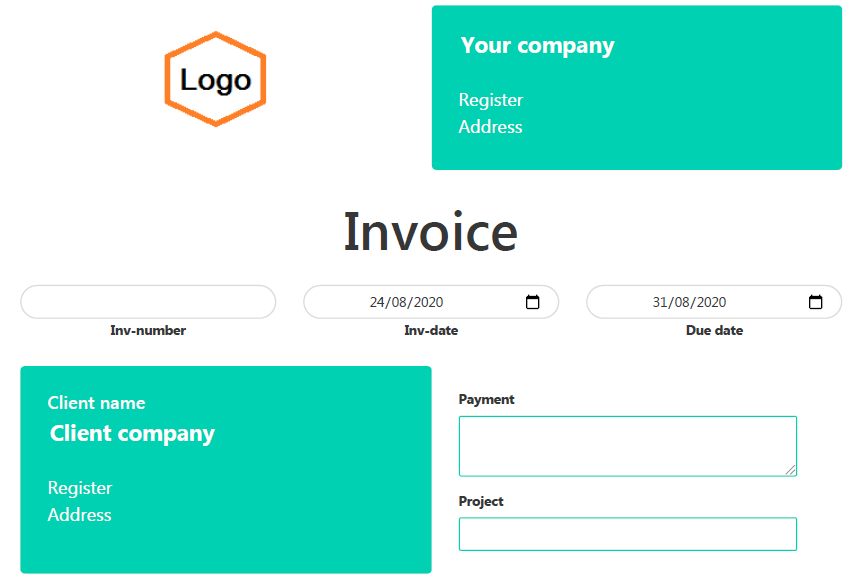 Logo
Your company
Register
Address
Invoice
24/08/2020
31/08/2020
Inv-number
Inv-date
Due date
Client name
Client company
Register
Address
Payment
Project